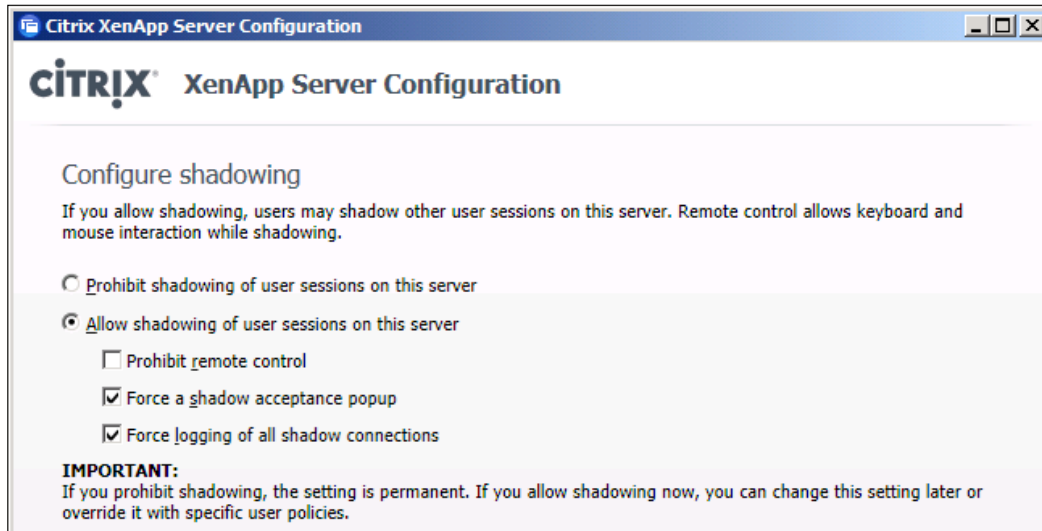 Citrix XenApp Server Configuration
CİTRIX® XenApp Server Configuration
Configure shadowing
If you allow shadowing, users may shadow other user sessions on this server. Remote control allows keyboard and
mouse interaction while shadowing.
Prohibit shadowing of user sessions on this server
Allow shadowing of user sessions on this server
Prohibit remote control
Force a shadow acceptance popup
Force logging of all shadow connections
IMPORTANT:
If you prohibit shadowing, the setting is permanent. If you allow shadowing now, you can change this setting later or
override it with specific user policies.